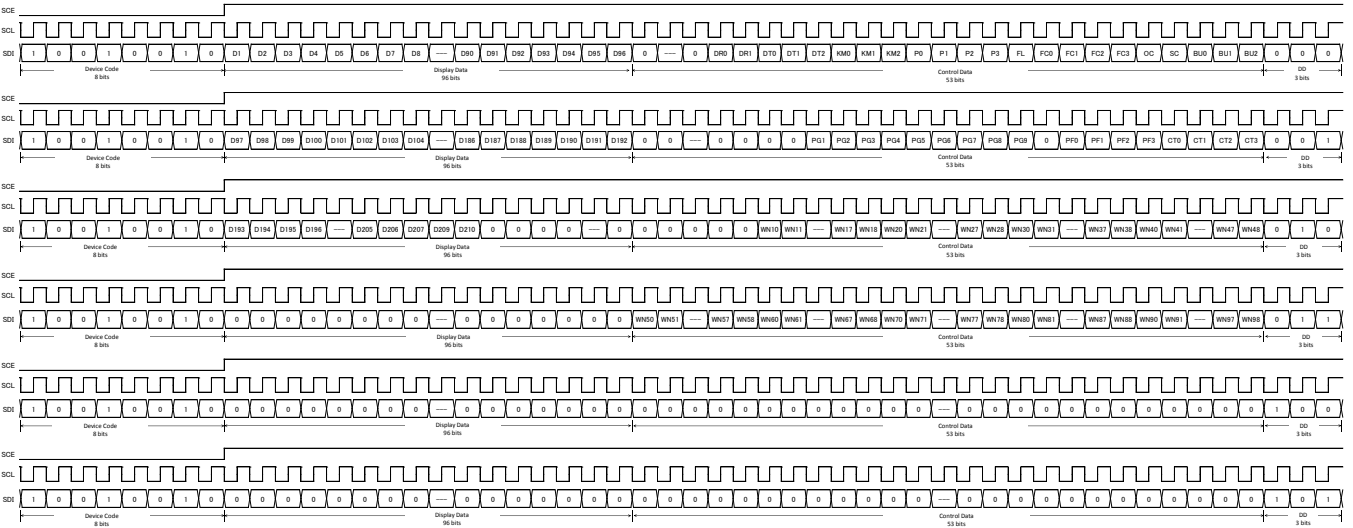 SCE
SCL
SDI 1 0 0 1 0 0 1 0 D1 D2 D3 D4 D5 D6 D7 D8 --- D90 D91 D92 D93 D94 D95 D96 0 --- 0 DR0 DR1 DT0 DT1 DT2 KM0 KM1 KM2 P0 P1 P2 P3 FL FC0 FC1 FC2 FC3 OC SC BU0 BU1 BU2 0 0 0
Device Code Display Data Control Data DD
8 bits 96 bits 53 bits 3 bits
SCE
SCL
SDI 1 0 0 1 0 0 1 0 D97 D98 D99 D100 D101 D102 D103 D104 --- D186 D187 D188 D189 D190 D191 D192 0 0 --- 0 0 0 0 PG1 PG2 PG3 PG4 PG5 PG6 PG7 PG8 PG9 0 PF0 PF1 PF2 PF3 CT0 CT1 CT2 CT3 0 0 1
Device Code Display Data Control Data DD
8 bits 96 bits 53 bits 3 bits
SCE
SCL
SDI 1 0 0 1 0 0 1 0 D193 D194 D195 D196 --- D205 D206 D207 D209 D210 0 0 0 0 --- 0 0 0 0 0 0 WN10 WN11 --- WN17 WN18 WN20 WN21 --- WN27 WN28 WN30 WN31 --- WN37 WN38 WN40 WN41 --- WN47 WN48 0 1 0
Device Code Display Data Control Data DD
8 bits 96 bits 53 bits 3 bits
SCE
SCL
SDI 1 0 0 1 0 0 1 0 0 0 0 0 0 0 0 0 --- 0 0 0 0 0 0 0 WN50 WN51 --- WN57 WN58 WN60 WN61 --- WN67 WN68 WN70 WN71 --- WN77 WN78 WN80 WN81 --- WN87 WN88 WN90 WN91 --- WN97 WN98 0 1 1
Device Code Display Data Control Data DD
8 bits 96 bits 53 bits 3 bits
SCE
SCL
SDI 1 0 0 1 0 0 1 0 0 0 0 0 0 0 0 0 --- 0 0 0 0 0 0 0 0 0 0 0 0 0 0 0 0 0 0 0 --- 0 0 0 0 0 0 0 0 0 0 0 0 1 0 0
Device Code Display Data Control Data DD
8 bits 96 bits 53 bits 3 bits
SCE
SCL
SDI 1 0 0 1 0 0 1 0 0 0 0 0 0 0 0 0 --- 0 0 0 0 0 0 0 0 0 0 0 0 0 0 0 0 0 0 0 --- 0 0 0 0 0 0 0 0 0 0 0 0 1 0 1
Device Code Display Data Control Data DD
8 bits 96 bits 53 bits 3 bits